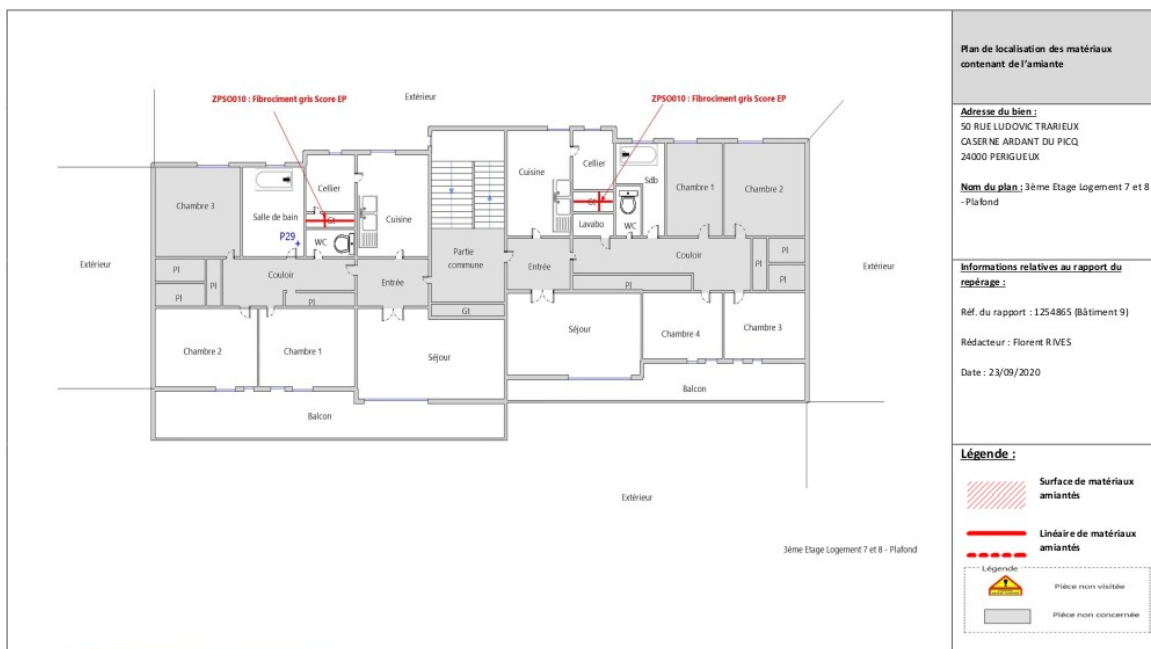 Plan de localisation des matériaux
contenant de l'amiante
Adresse du bien :
50 RUE LUDOVIC TRARIEUX
CASERNE ARDANT DU PICQ
24000 PERIGUEUX
Nom du plan : 3ème Etage Logement 7 et 8
- Plafond
Informations relatives au rapport du
repérage :
Réf. du rapport : 1254865 (Bâtiment 9)
Rédacteur : Florent RIVES
Date : 23/09/2020
Légende :
Surface de matériaux
amiantés
Linéaire de matériaux
amiantés
Légende
Pièce non visitée
Pièce non concernée
ZPSO010 : Fibrociment gris Score EP
Extérieur
ZPSO010 : Fibrociment gris Score EP
Chambre 3
Salle de bain
P29
Cellier
Gt
WC
Cuisine
Partie
commune
Cuisine
Cellier
Gt
Lavabo
Sdb
WC
Chambre 1
Chambre 2
Extérieur
Pl
Pl
Pl
Couloir
Pl
Entrée
Gt
Entrée
Couloir
Pl
Pl
Pl
Pl
Extérieur
Chambre 2
Chambre 1
Séjour
Séjour
Chambre 4
Chambre 3
Balcon
Balcon
Extérieur
3ème Etage Logement 7 et 8 - Plafond